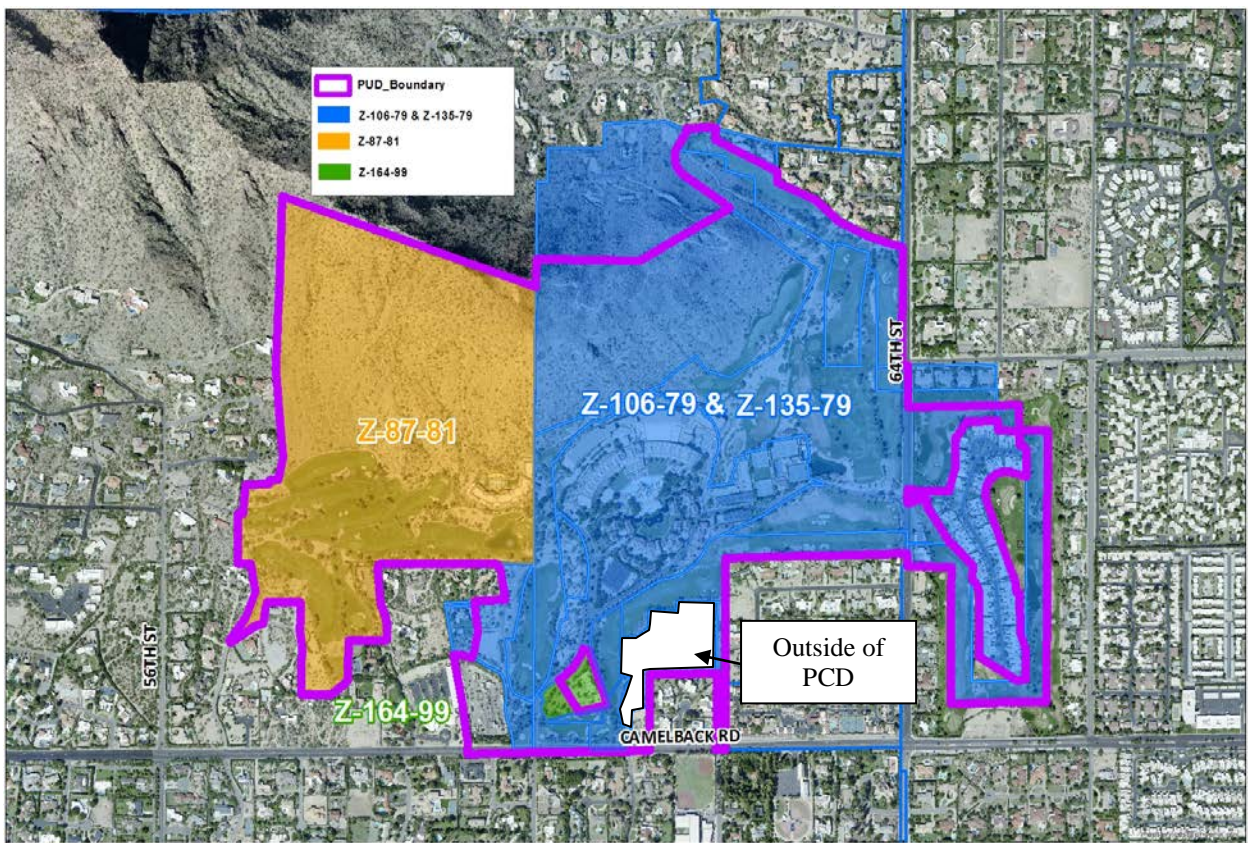 PUD_Boundary
Z-106-79 & Z-135-79
Z-87-81
Z-164-99
64TH ST
Z-106-79 & Z-135-79
Z-87-81
56TH ST
Outside of
PCD
Z-164-99
CAMELBACK RD